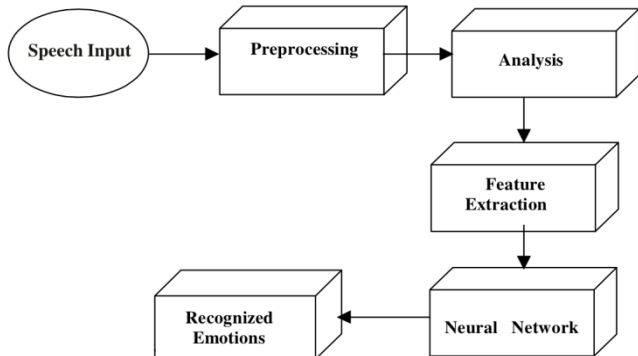 Speech Input
Preprocessing
Analysis
Feature
Extraction
Neural Network
Recognized
Emotions